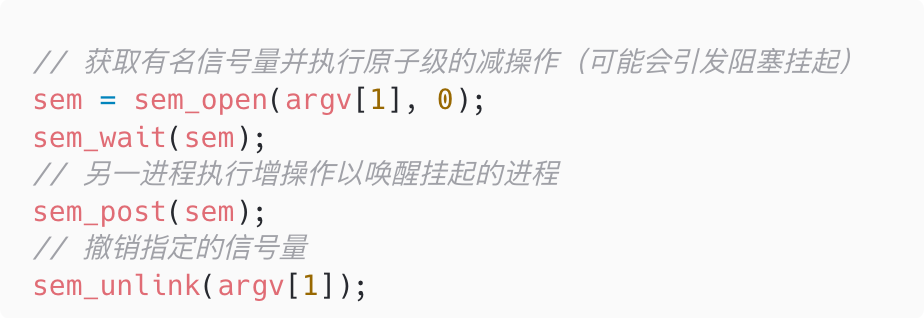 // 获取有名信号量并执行原子级的减操作（可能会引发阻塞挂起）
sem = sem_open(argv[1], 0);
sem_wait(sem);
// 另一进程执行增操作以唤醒挂起的进程
sem_post(sem);
// 撤销指定的信号量
sem_unlink(argv[1]);